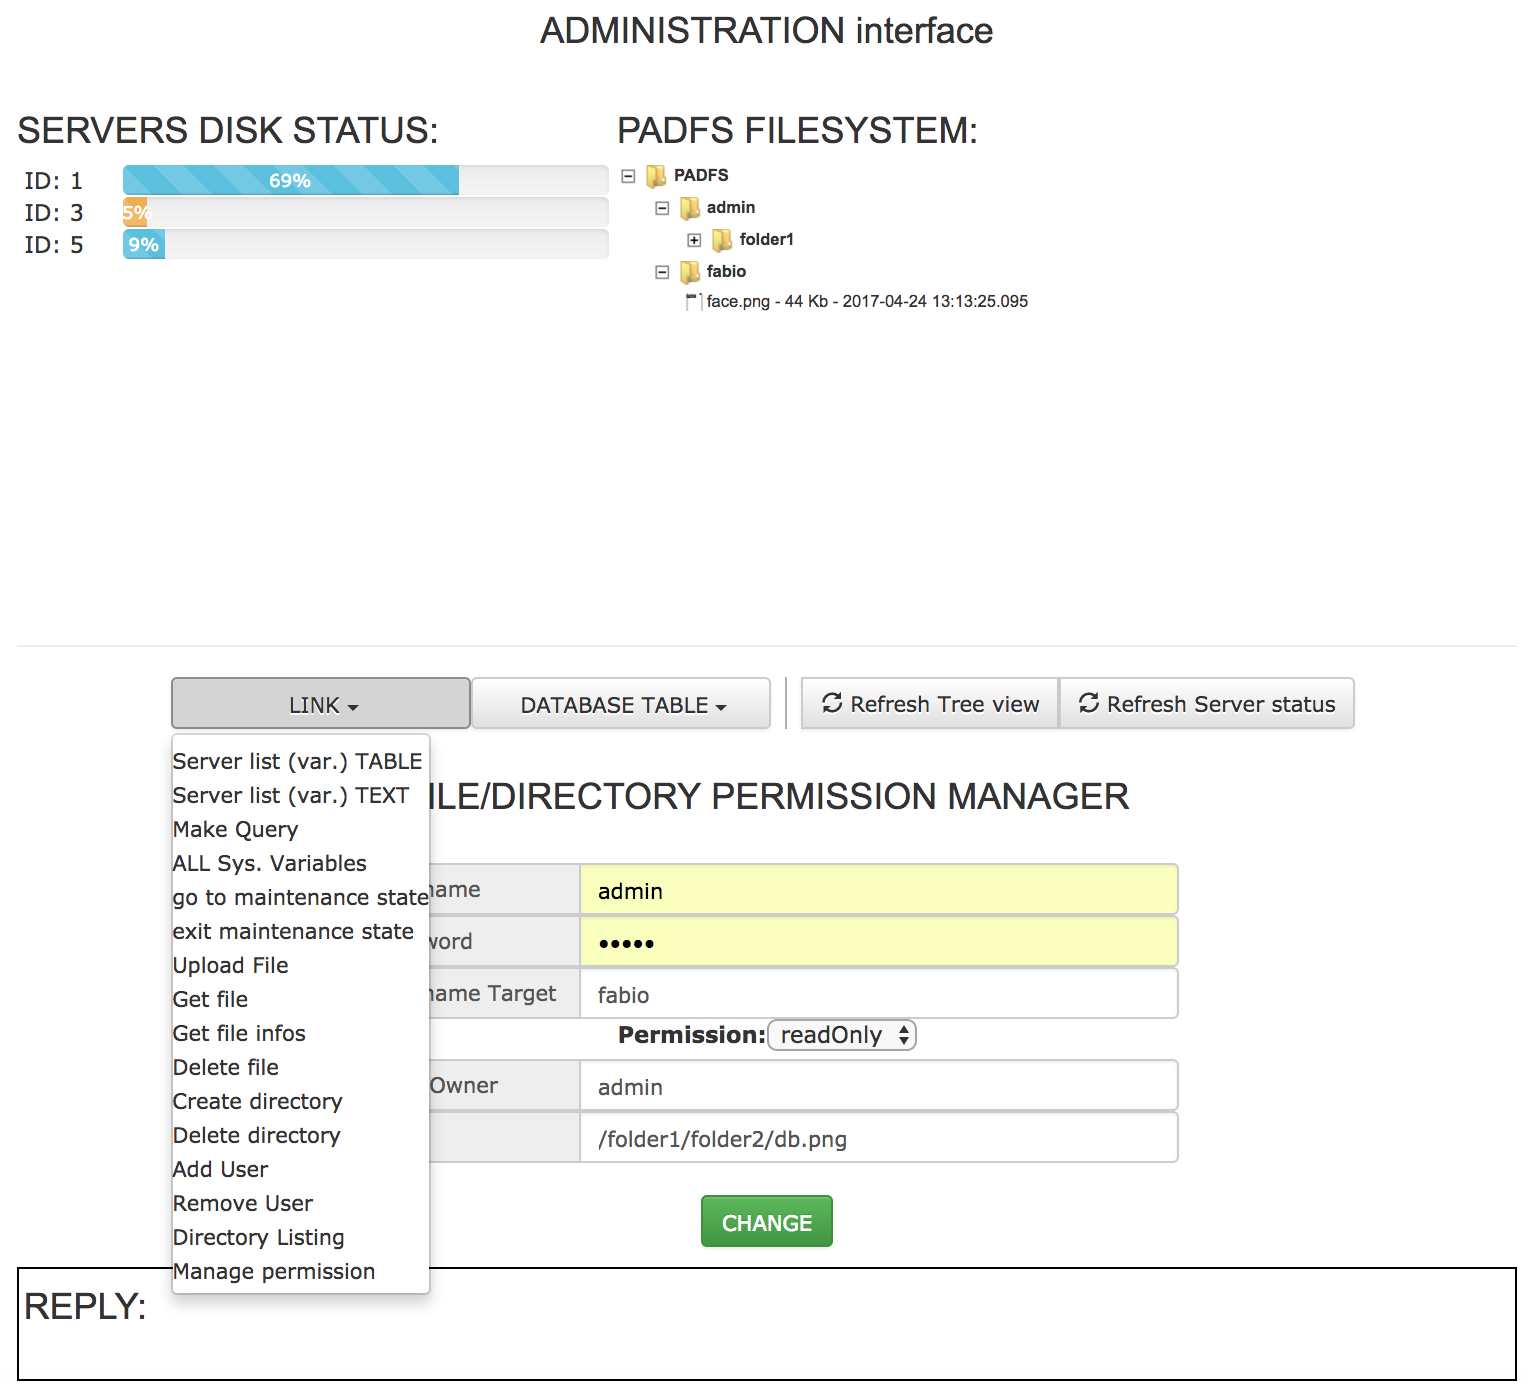 ADMINISTRATION interface
SERVERS DISK STATUS:
ID: 1 69%
ID: 3 5%
ID: 5 9%
PADFS FILESYSTEM:
PADFS
admin
folder1
fabio
face.png - 44 Kb - 2017-04-24 13:13:25.095
LINK
DATABASE TABLE
Refresh Tree view
Refresh Server status
Server list (var.) TABLE
Server list (var.) TEXT
Make Query
ALL Sys. Variables
go to maintenance state
exit maintenance state
Upload File
Get file
Get file infos
Delete file
Create directory
Delete directory
Add User
Remove User
Directory Listing
Manage permission
ILE/DIRECTORY PERMISSION MANAGER
name admin
word •••••
name Target fabio
Permission: readOnly
Owner admin
/folder1/folder2/db.png
CHANGE
REPLY: